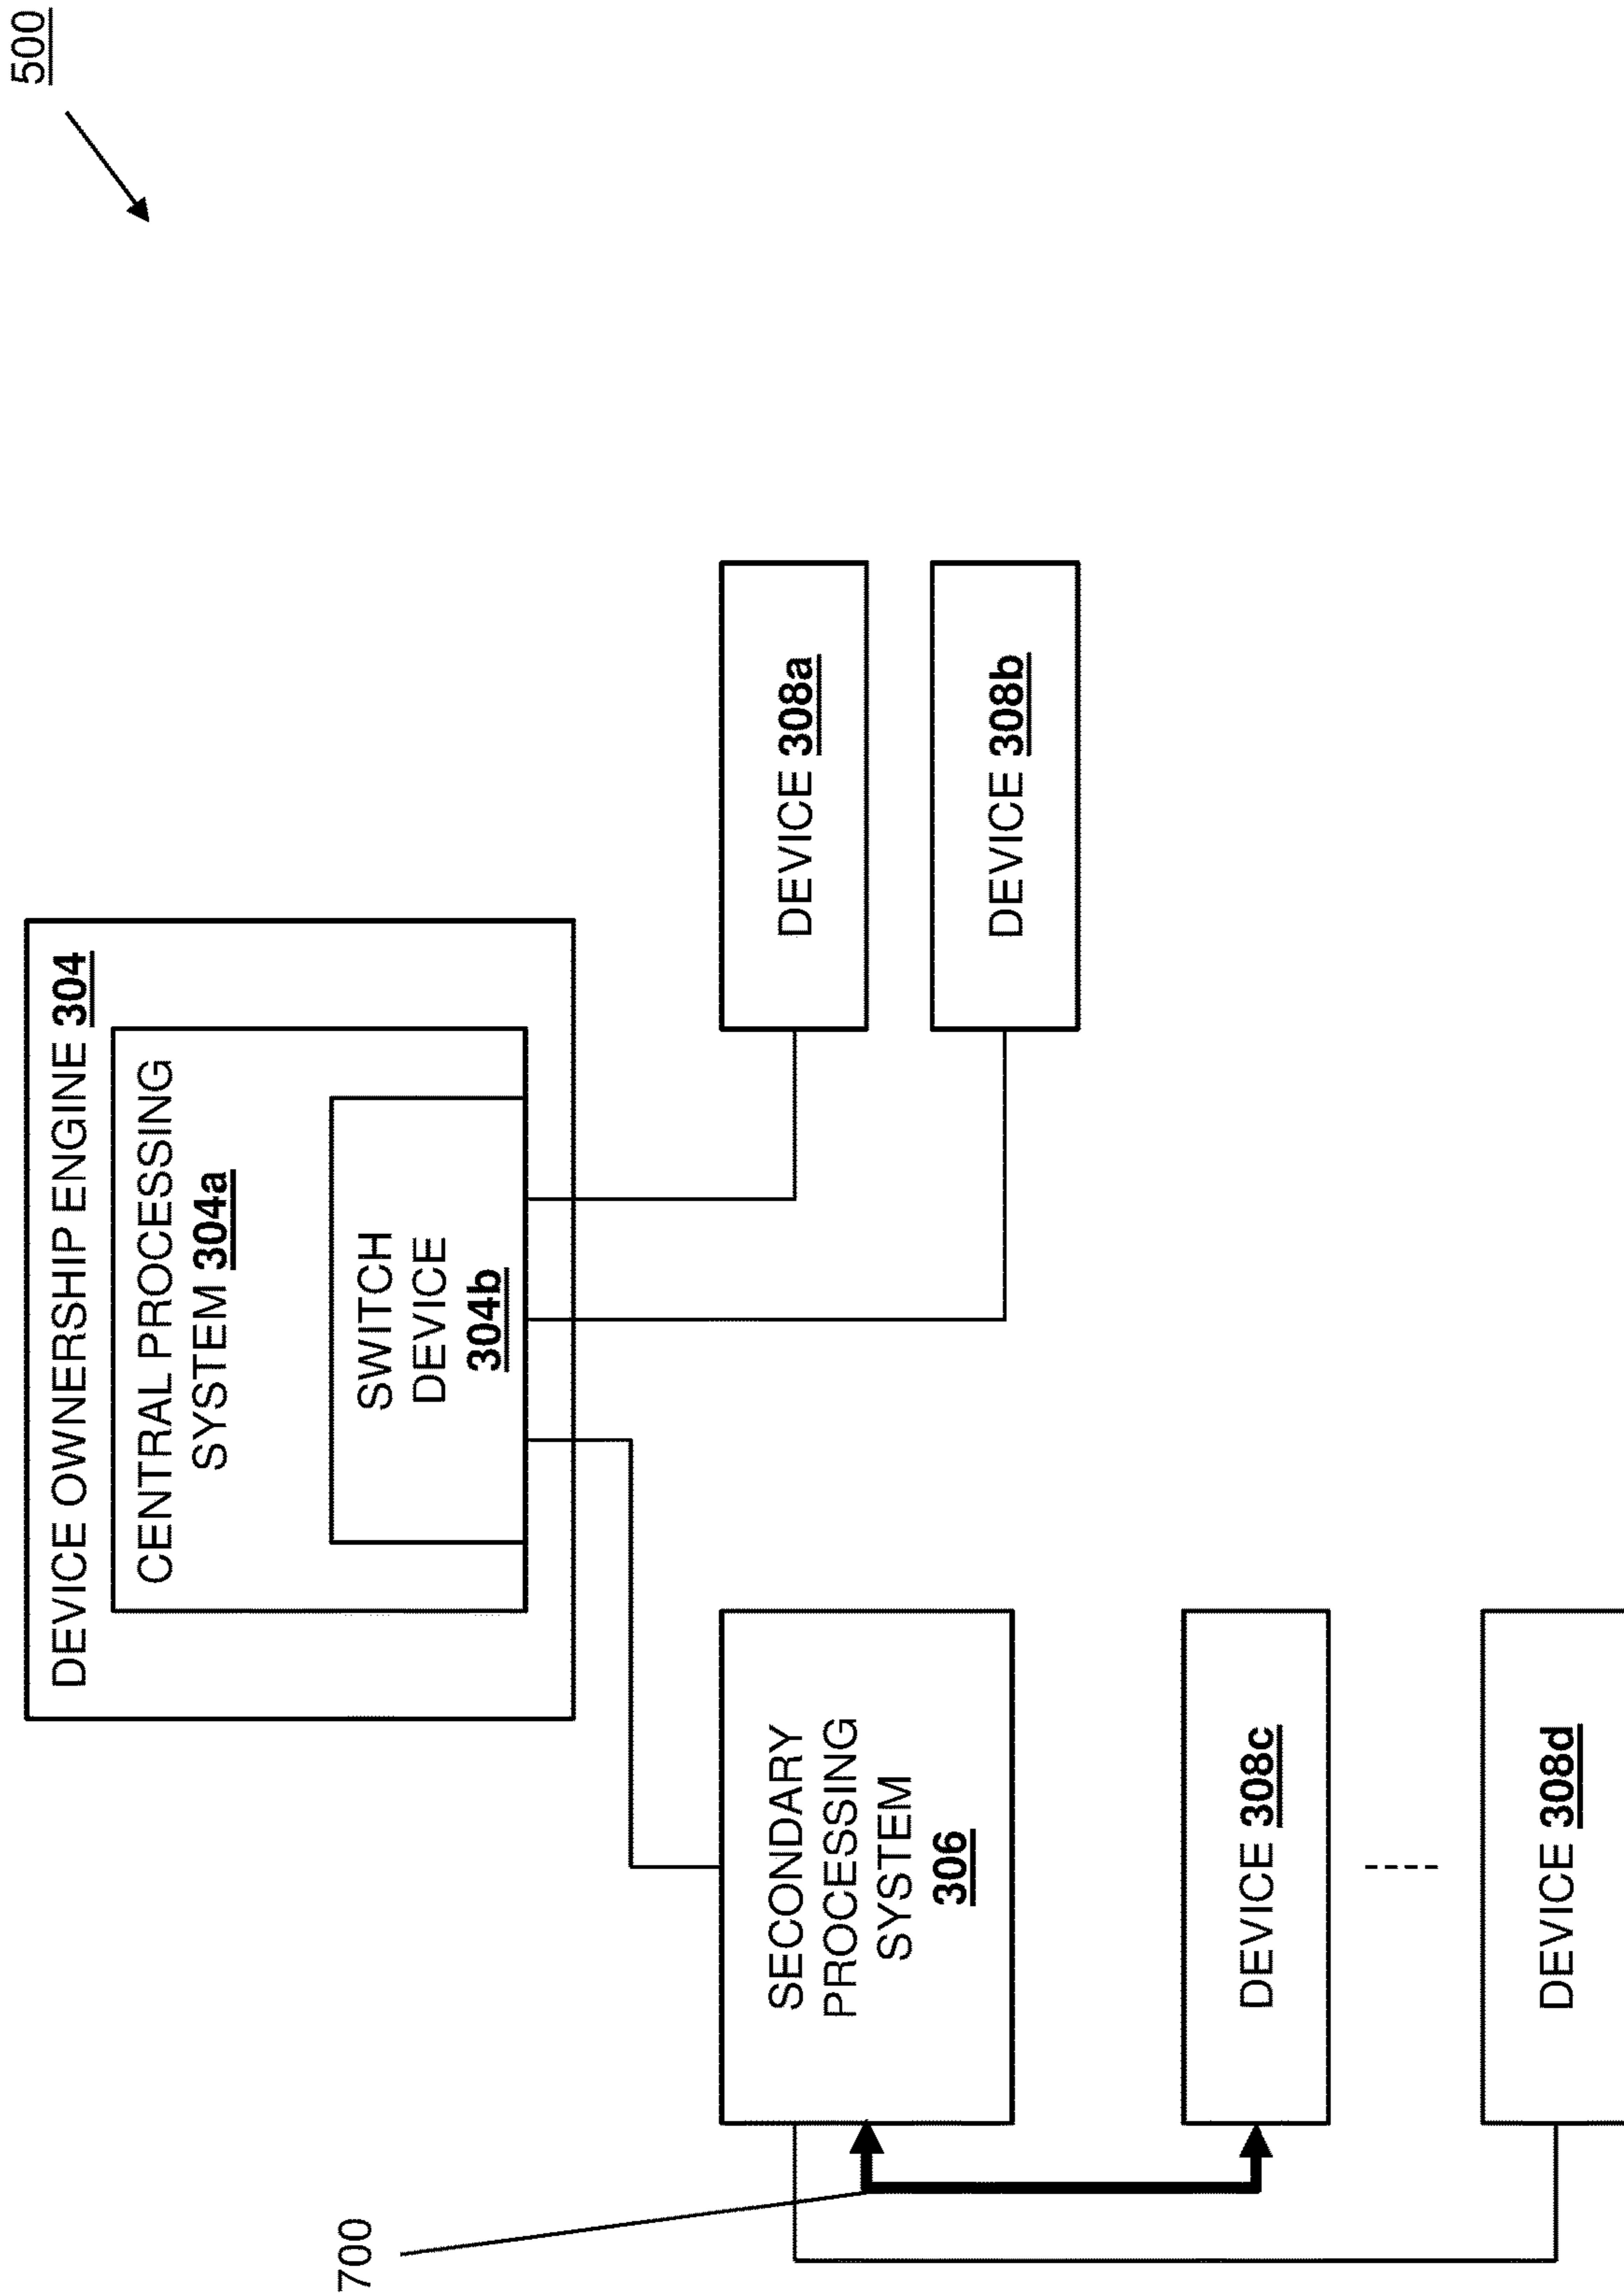 500
DEVICE OWNERSHIP ENGINE 304
CENTRAL PROCESSING
SYSTEM 304a
SWITCH
DEVICE
304b
SECONDARY
PROCESSING
SYSTEM
306
DEVICE 308a
DEVICE 308b
DEVICE 308c
DEVICE 308d
700